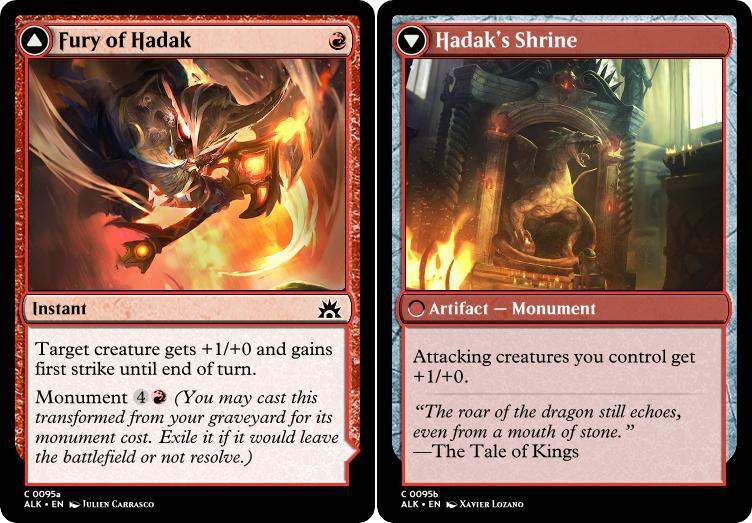 Fury of Hadak
Instant
Target creature gets +1/+0 and gains
first strike until end of turn.
Monument 4 (You may cast this
transformed from your graveyard for its
monument cost. Exile it if it would leave
the battlefield or not resolve.)
C 0095a
ALK • EN Julien Carrasco
Hadak's Shrine
Artifact — Monument
Attacking creatures you control get
+1/+0.
“The roar of the dragon still echoes,
even from a mouth of stone.”
—The Tale of Kings
C 0095b
ALK • EN Xavier Lozano